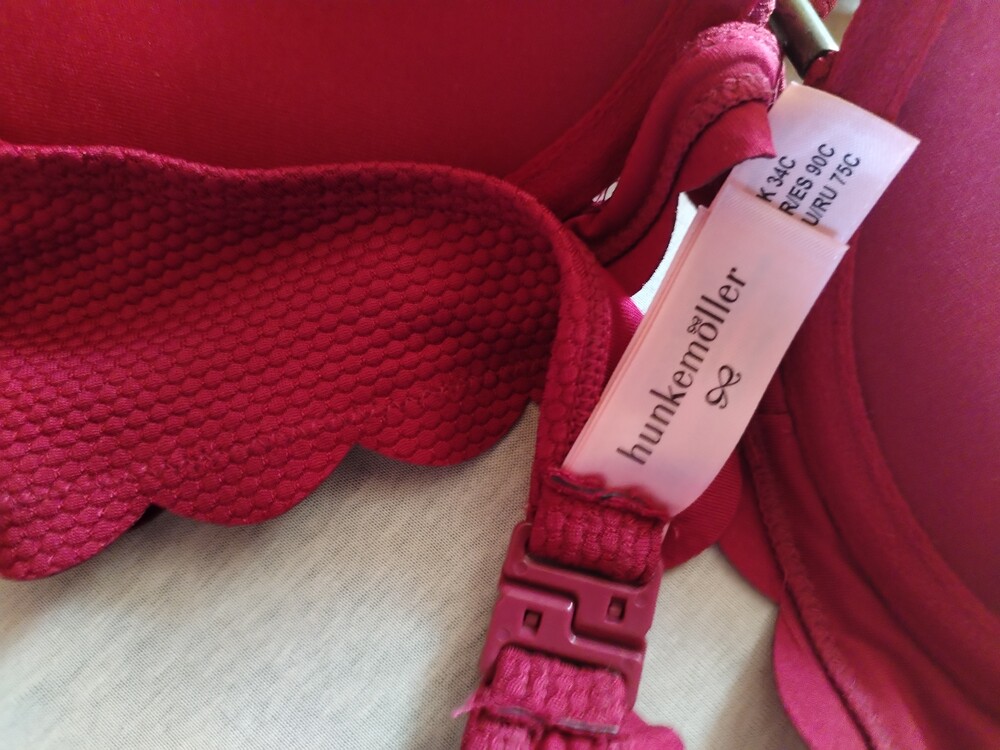 K 34C
R/ES 90C
U/RU 75C
hunkemöller